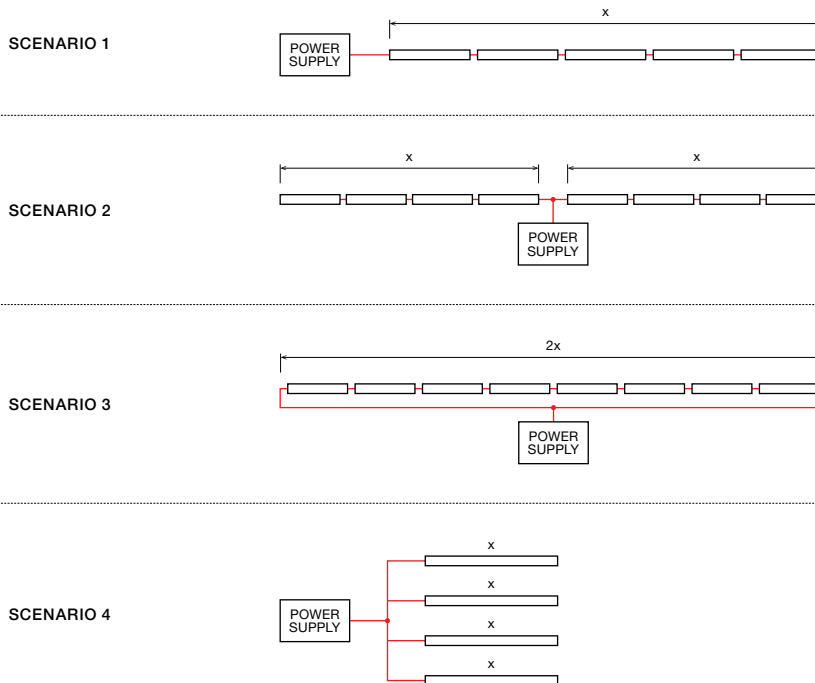 x
SCENARIO 1
POWER
SUPPLY
x
x
SCENARIO 2
POWER
SUPPLY
2x
SCENARIO 3
POWER
SUPPLY
x
x
SCENARIO 4
POWER
SUPPLY
x
x